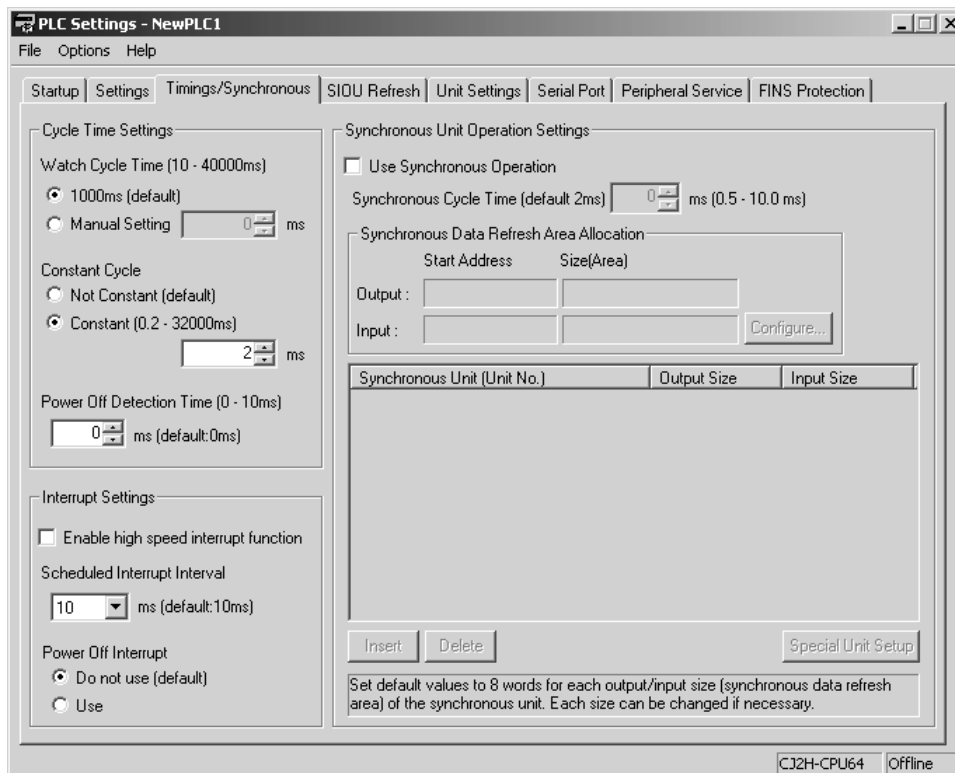 PLC Settings - NewPLC1
File Options Help
Startup Settings Timings/Synchronous SIOU Refresh Unit Settings Serial Port Peripheral Service FINS Protection
Cycle Time Settings
Watch Cycle Time (10 - 40000ms)
1000ms (default)
Manual Setting 0 ms
Constant Cycle
Not Constant (default)
Constant (0.2 - 32000ms)
2 ms
Power Off Detection Time (0 - 10ms)
0 ms (default:0ms)
Interrupt Settings
Enable high speed interrupt function
Scheduled Interrupt Interval
10 ms (default:10ms)
Power Off Interrupt
Do not use (default)
Use
Synchronous Unit Operation Settings
Use Synchronous Operation
Synchronous Cycle Time (default 2ms) 0 ms (0.5 - 10.0 ms)
Synchronous Data Refresh Area Allocation
Start Address Size(Area)
Output :
Input : Configure...
Synchronous Unit (Unit No.) Output Size Input Size
Insert Delete Special Unit Setup
Set default values to 8 words for each output/input size (synchronous data refresh
area) of the synchronous unit. Each size can be changed if necessary.
CJ2H-CPU64 Offline